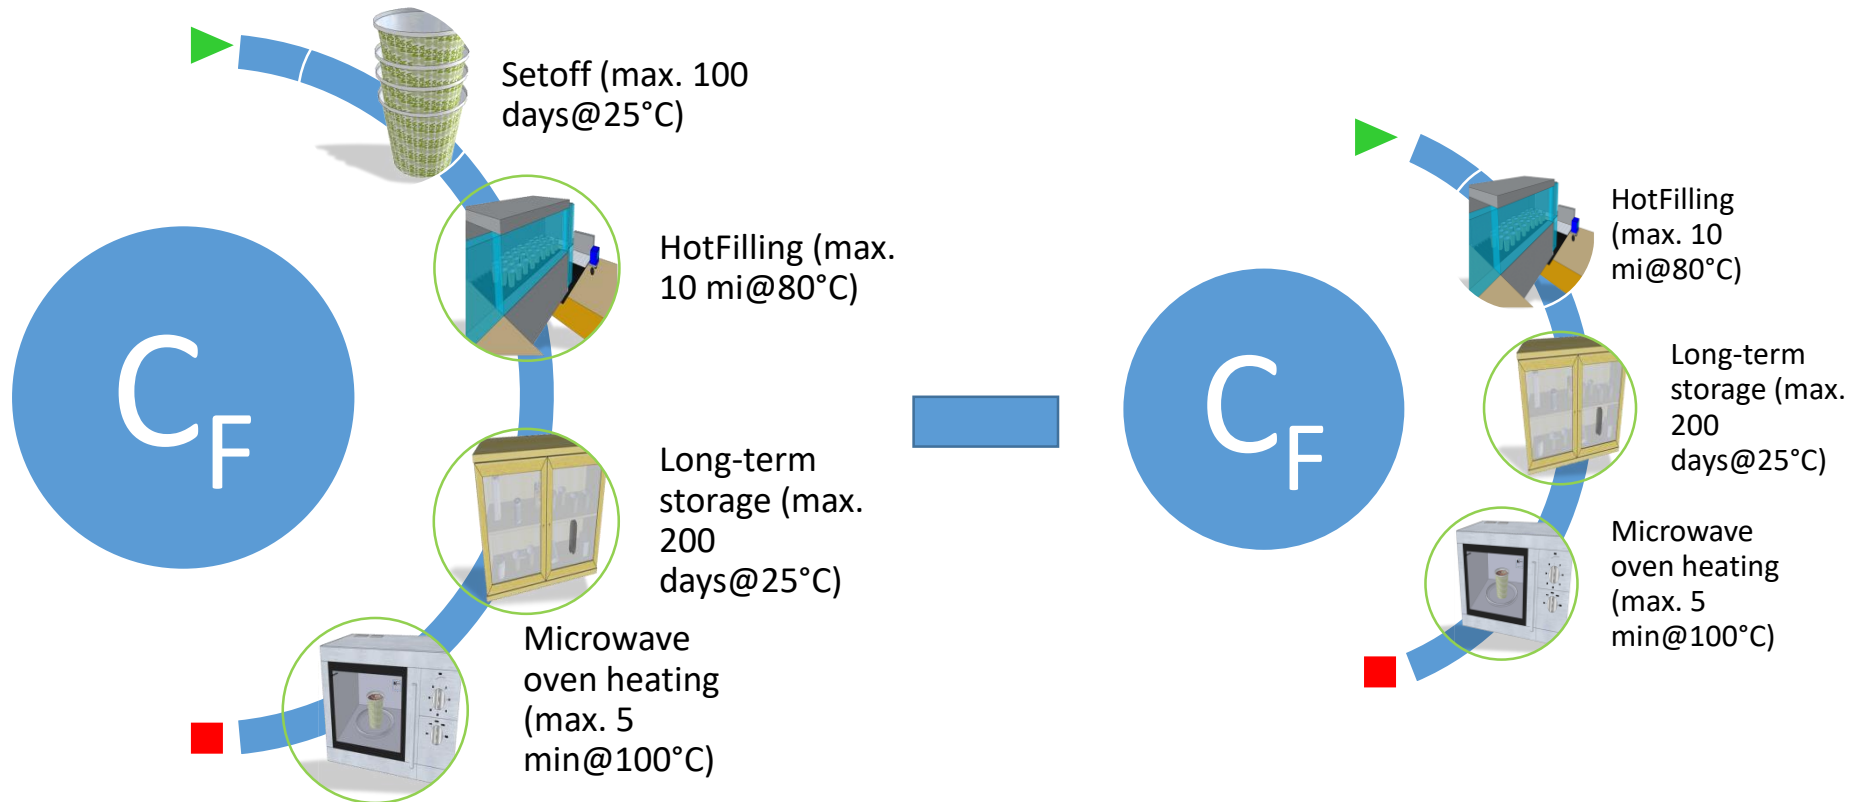 Setoff (max. 100
days@25°C)
HotFilling (max.
10 mi@80°C)
C
F
Long-term
storage (max.
200
days@25°C)
Microwave
oven heating
(max. 5
min@100°C)
HotFilling
(max. 10
mi@80°C)
C
F
Long-term
storage (max.
200
days@25°C)
Microwave
oven heating
(max. 5
min@100°C)